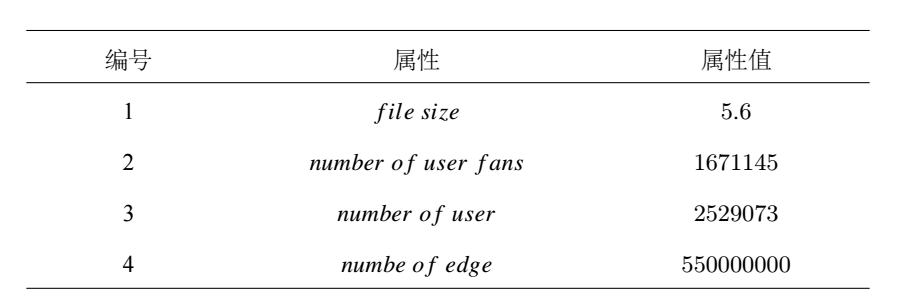 编号 属性 属性值
1 file size 5.6
2 number of user fans 1671145
3 number of user 2529073
4 numbe of edge 550000000